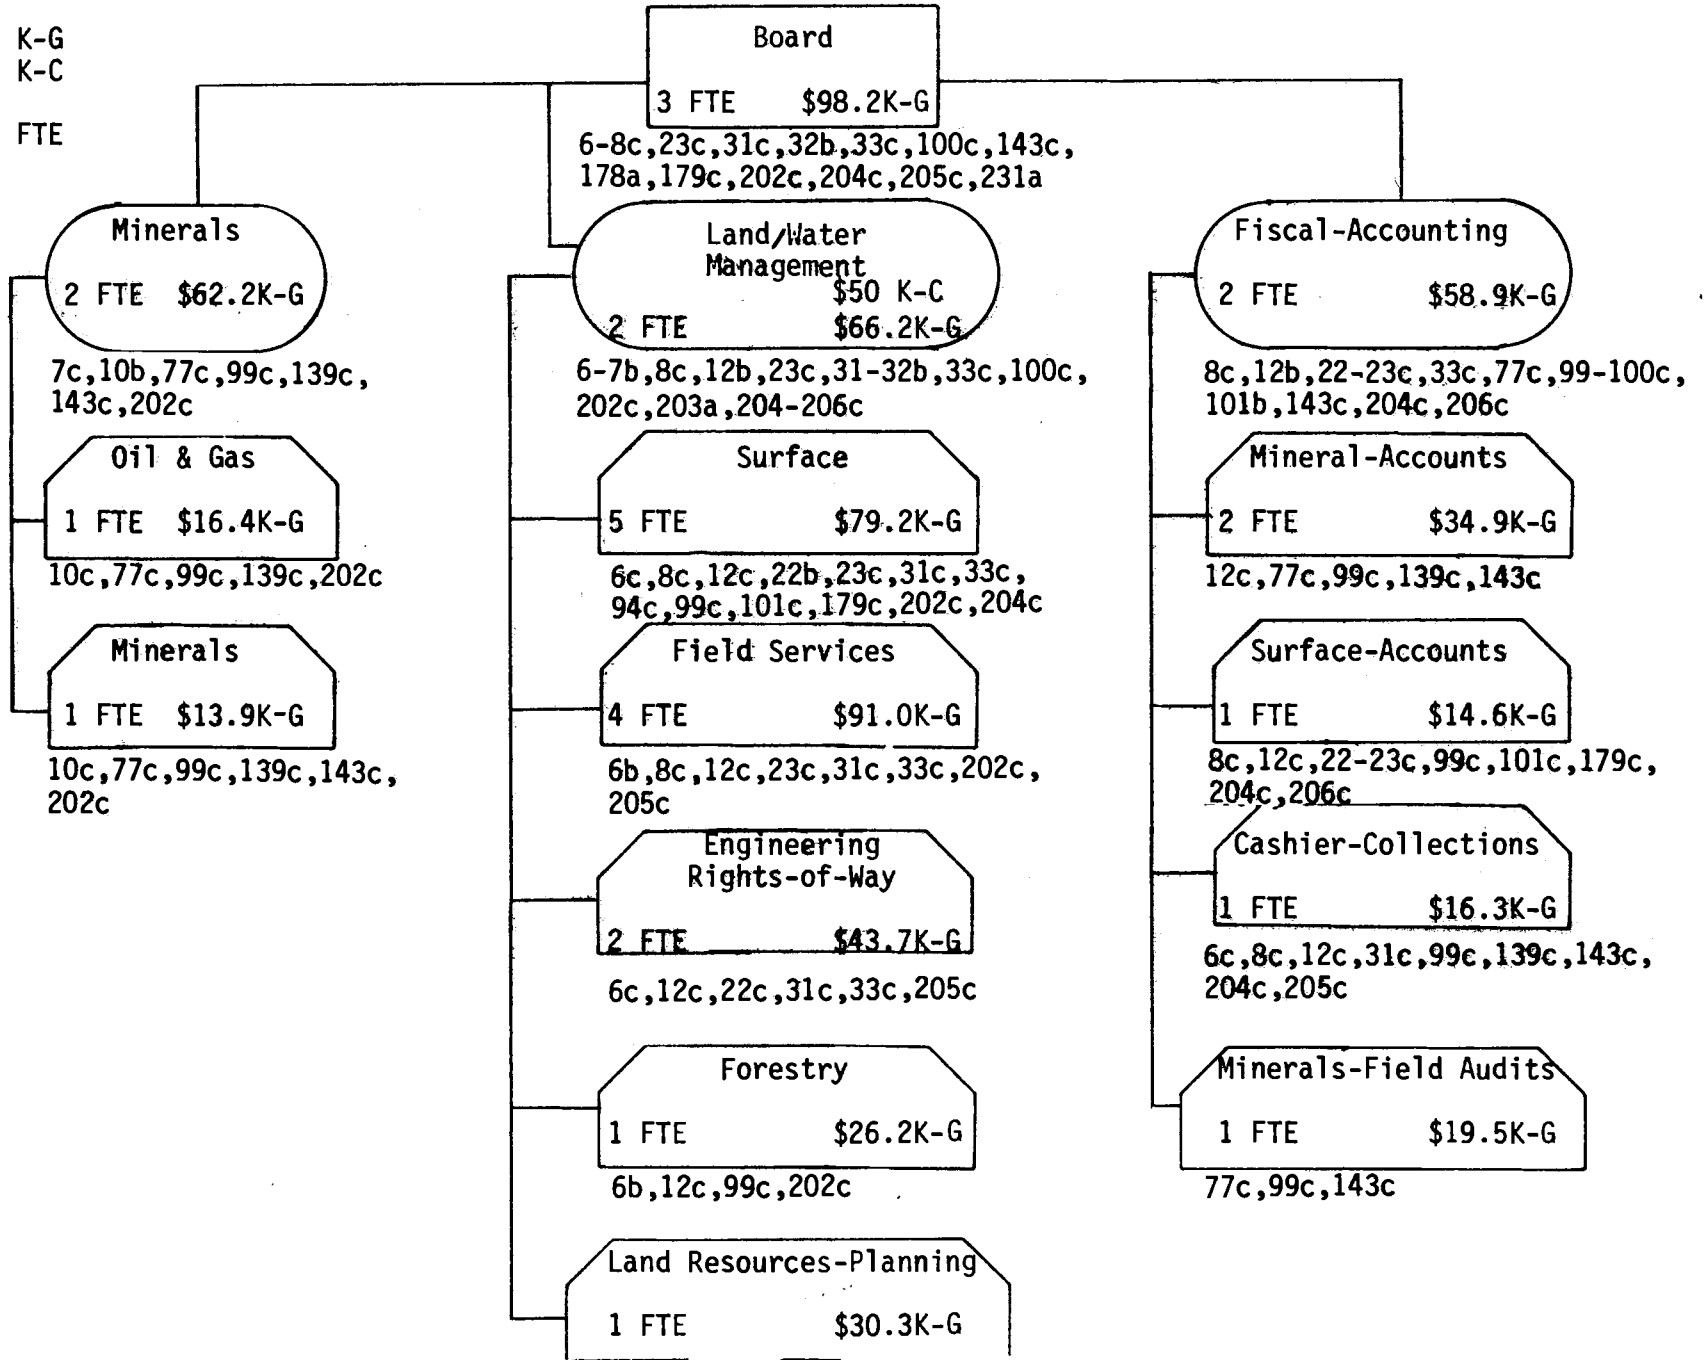 K-G
K-C
FTE
Board
3 FTE $98.2K-G
6-8c,23c,31c,32b,33c,100c,143c,
178a,179c,202c,204c,205c,231a
Minerals
2 FTE $62.2K-G
7c,10b,77c,99c,139c,
143c,202c
Oil & Gas
1 FTE $16.4K-G
10c,77c,99c,139c,202c
Minerals
1 FTE $13.9K-G
10c,77c,99c,139c,143c,
202c
Land/Water
Management
$50 K-C
2 FTE $66.2K-G
6-7b,8c,12b,23c,31-32b,33c,100c,
202c,203a,204-206c
Surface
5 FTE $79.2K-G
6c,8c,12c,22b,23c,31c,33c,
94c,99c,101c,179c,202c,204c
Field Services
4 FTE $91.0K-G
6b,8c,12c,23c,31c,33c,202c,
205c
Engineering
Rights-of-Way
2 FTE $43.7K-G
6c,12c,22c,31c,33c,205c
Forestry
1 FTE $26.2K-G
6b,12c,99c,202c
Land Resources-Planning
1 FTE $30.3K-G
Fiscal-Accounting
2 FTE $58.9K-G
8c,12b,22-23c,33c,77c,99-100c,
101b,143c,204c,206c
Mineral-Accounts
2 FTE $34.9K-G
12c,77c,99c,139c,143c
Surface-Accounts
1 FTE $14.6K-G
8c,12c,22-23c,99c,101c,179c,
204c,206c
Cashier-Collections
1 FTE $16.3K-G
6c,8c,12c,31c,99c,139c,143c,
204c,205c
Minerals-Field Audits
1 FTE $19.5K-G
77c,99c,143c